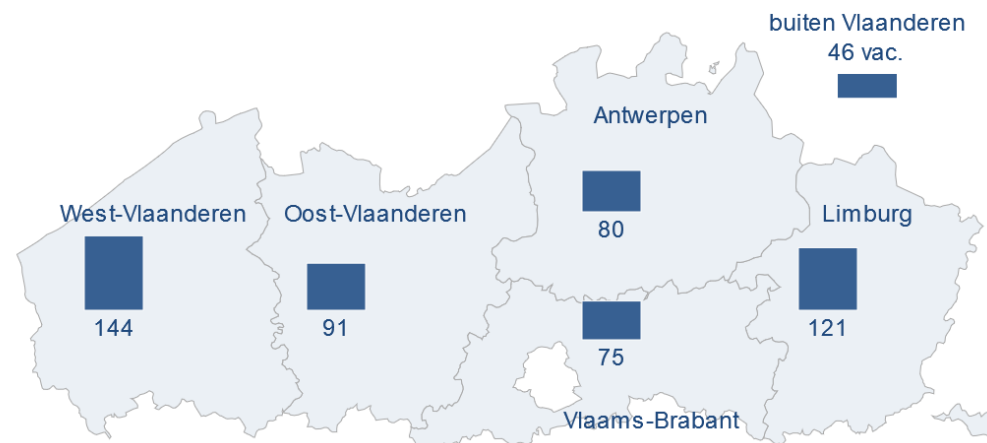 buiten Vlaanderen
46 vac.
Antwerpen
80
West-Vlaanderen
144
Oost-Vlaanderen
91
Limburg
121
75
Vlaams-Brabant